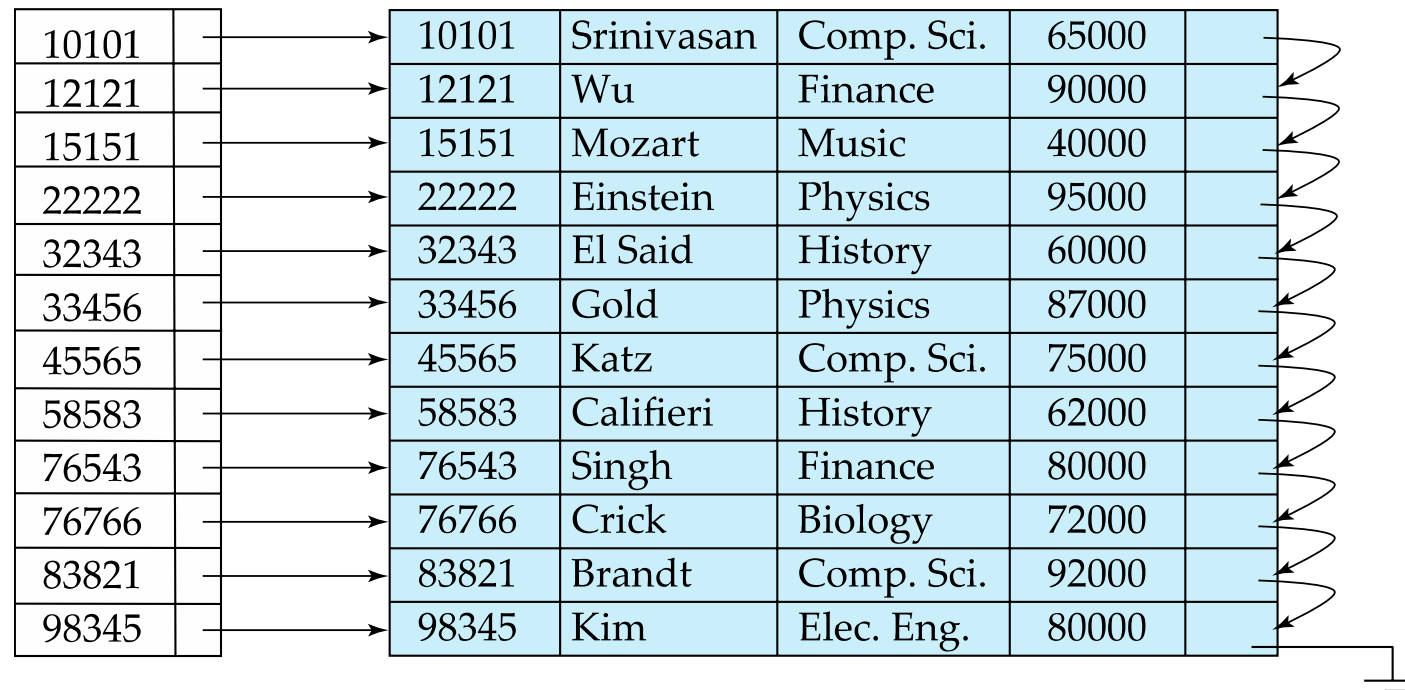 10101 10101 Srinivasan Comp. Sci. 65000
12121 12121 Wu Finance 90000
15151 15151 Mozart Music 40000
22222 22222 Einstein Physics 95000
32343 32343 El Said History 60000
33456 33456 Gold Physics 87000
45565 45565 Katz Comp. Sci. 75000
58583 58583 Califieri History 62000
76543 76543 Singh Finance 80000
76766 76766 Crick Biology 72000
83821 83821 Brandt Comp. Sci. 92000
98345 98345 Kim Elec. Eng. 80000